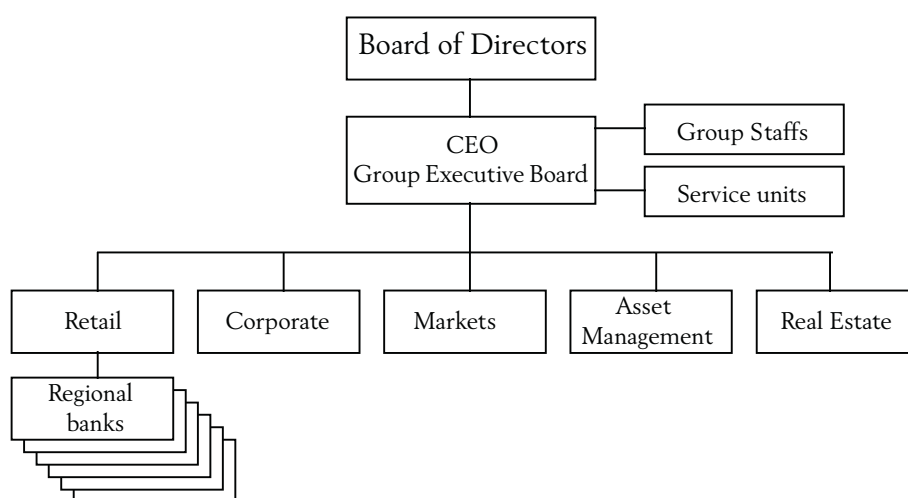 Board of Directors
CEO
Group Executive Board
Group Staffs
Service units
Retail
Corporate
Markets
Asset
Management
Real Estate
Regional
banks